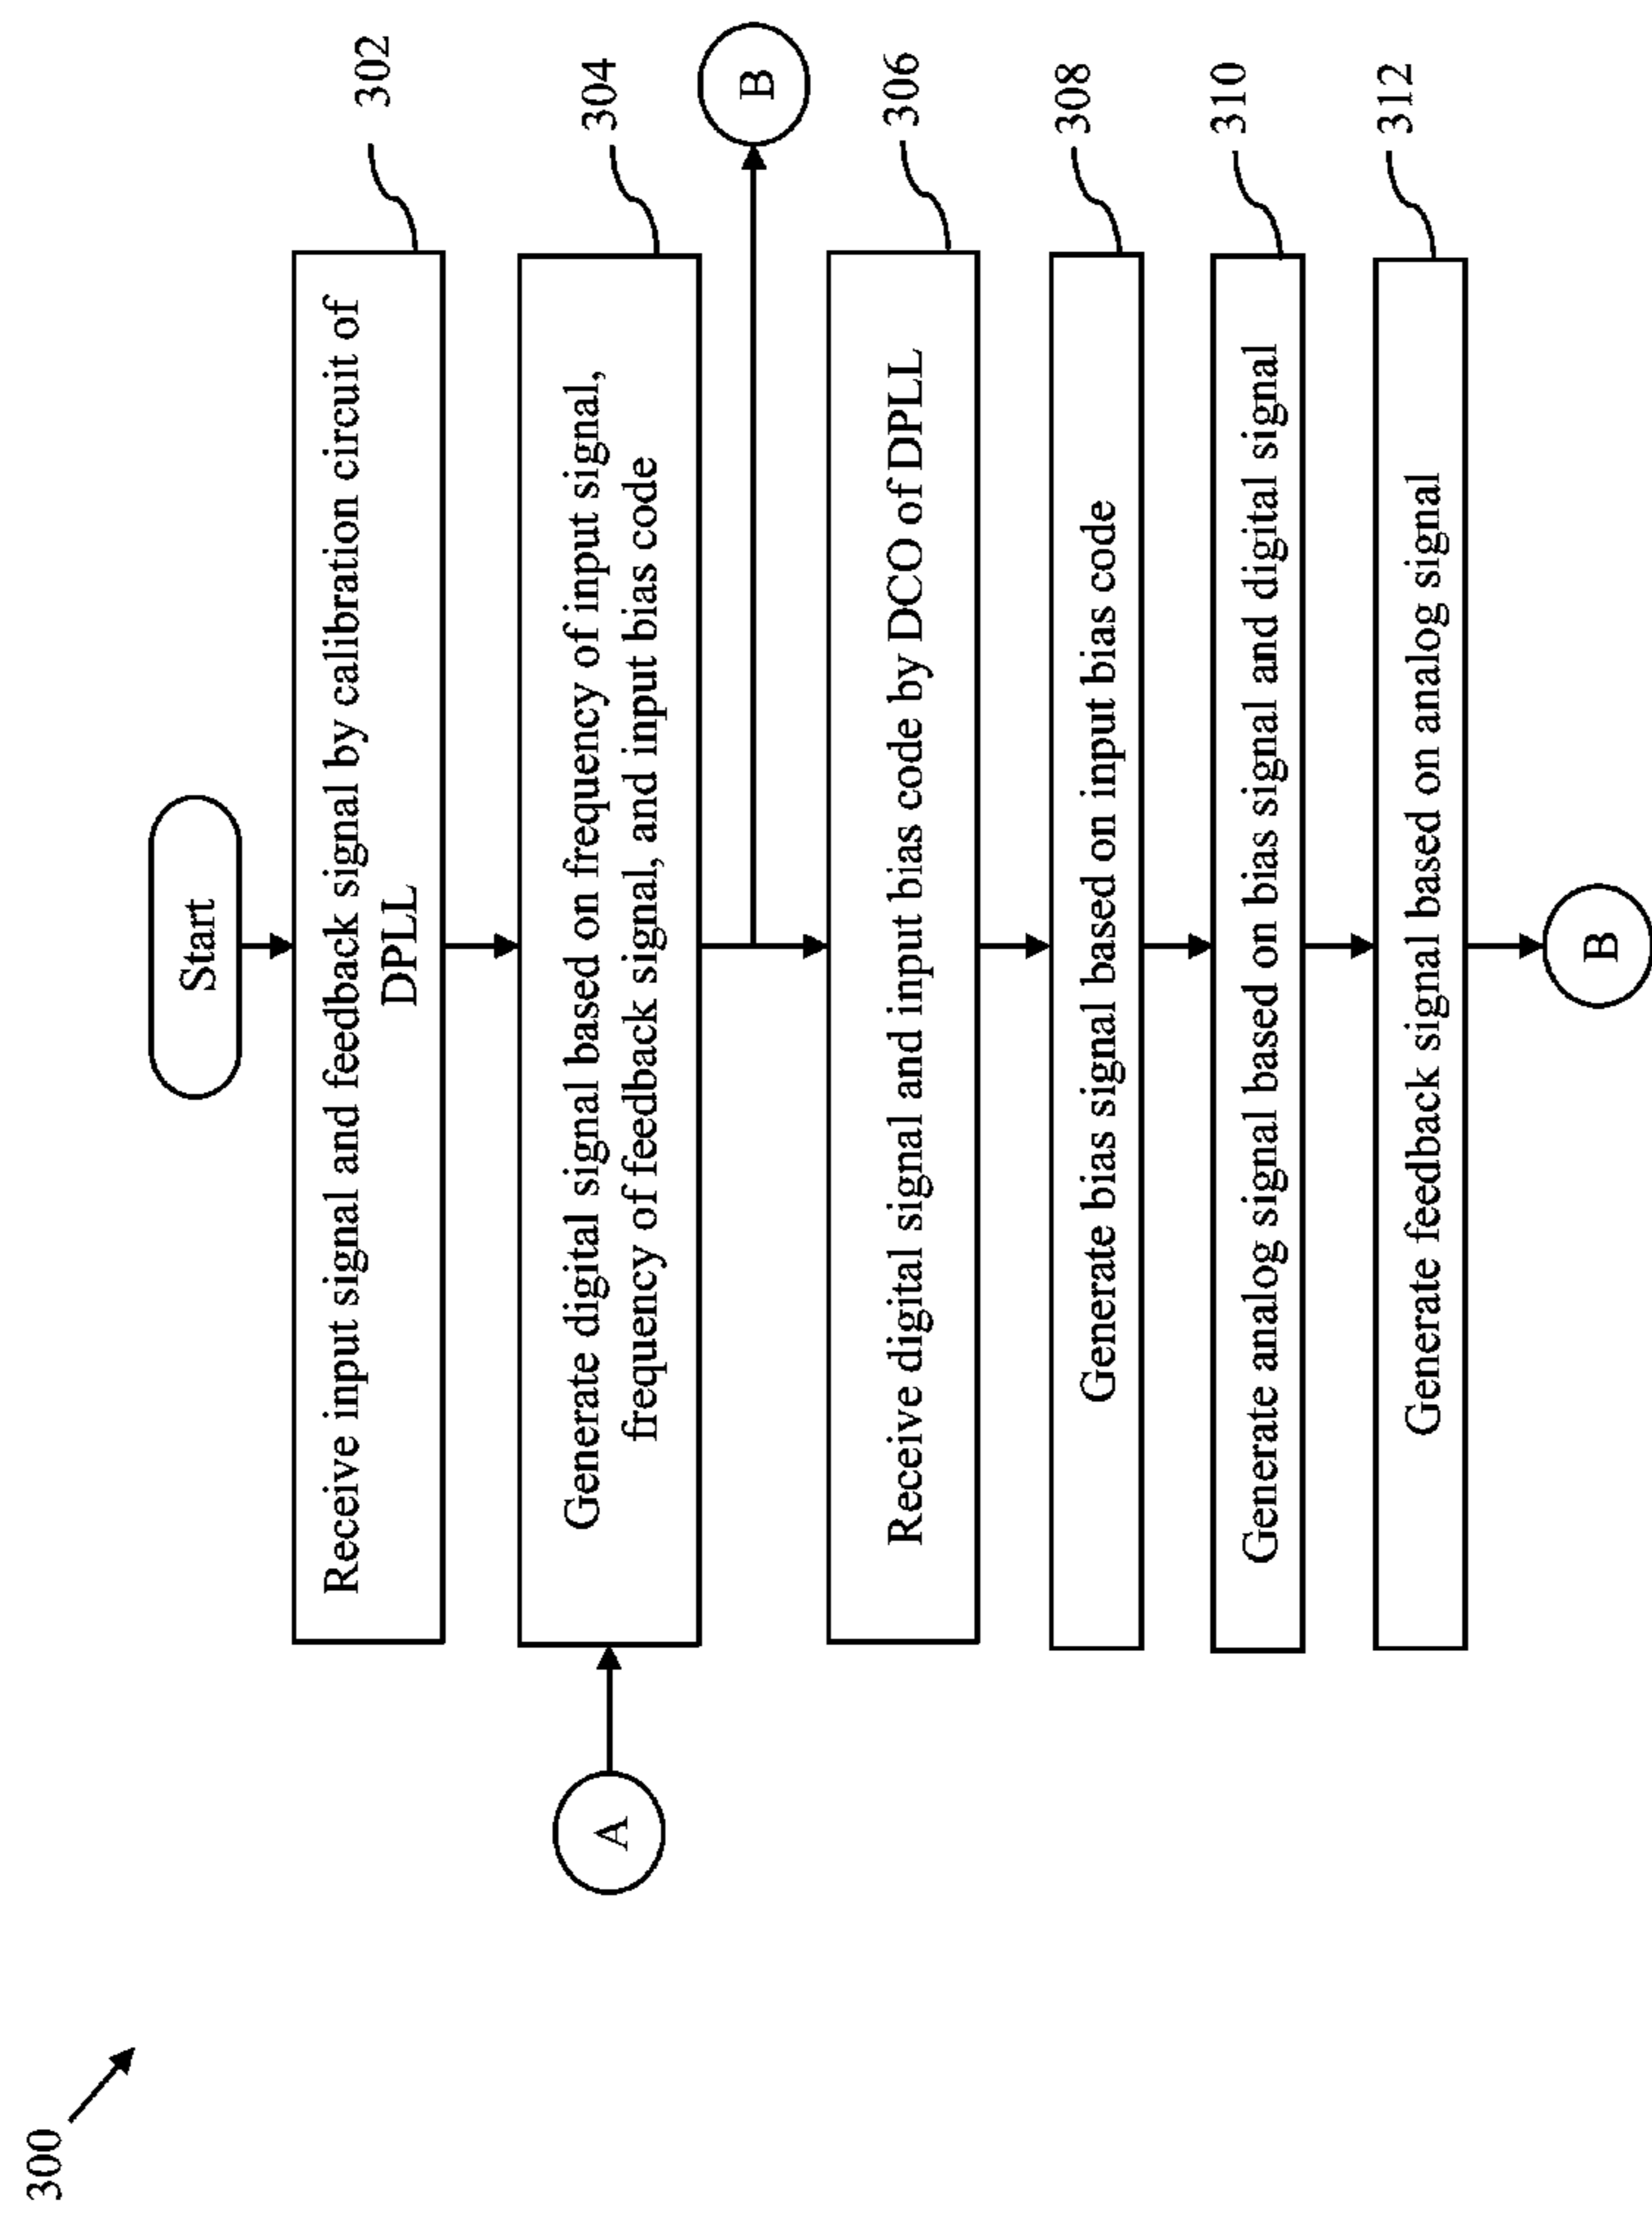 300
Start
Receive input signal and feedback signal by calibration circuit of
DPLL
302
A
Generate digital signal based on frequency of input signal,
frequency of feedback signal, and input bias code
304
B
Receive digital signal and input bias code by DCO of DPLL
306
Generate bias signal based on input bias code
308
Generate analog signal based on bias signal and digital signal
310
Generate feedback signal based on analog signal
312
B